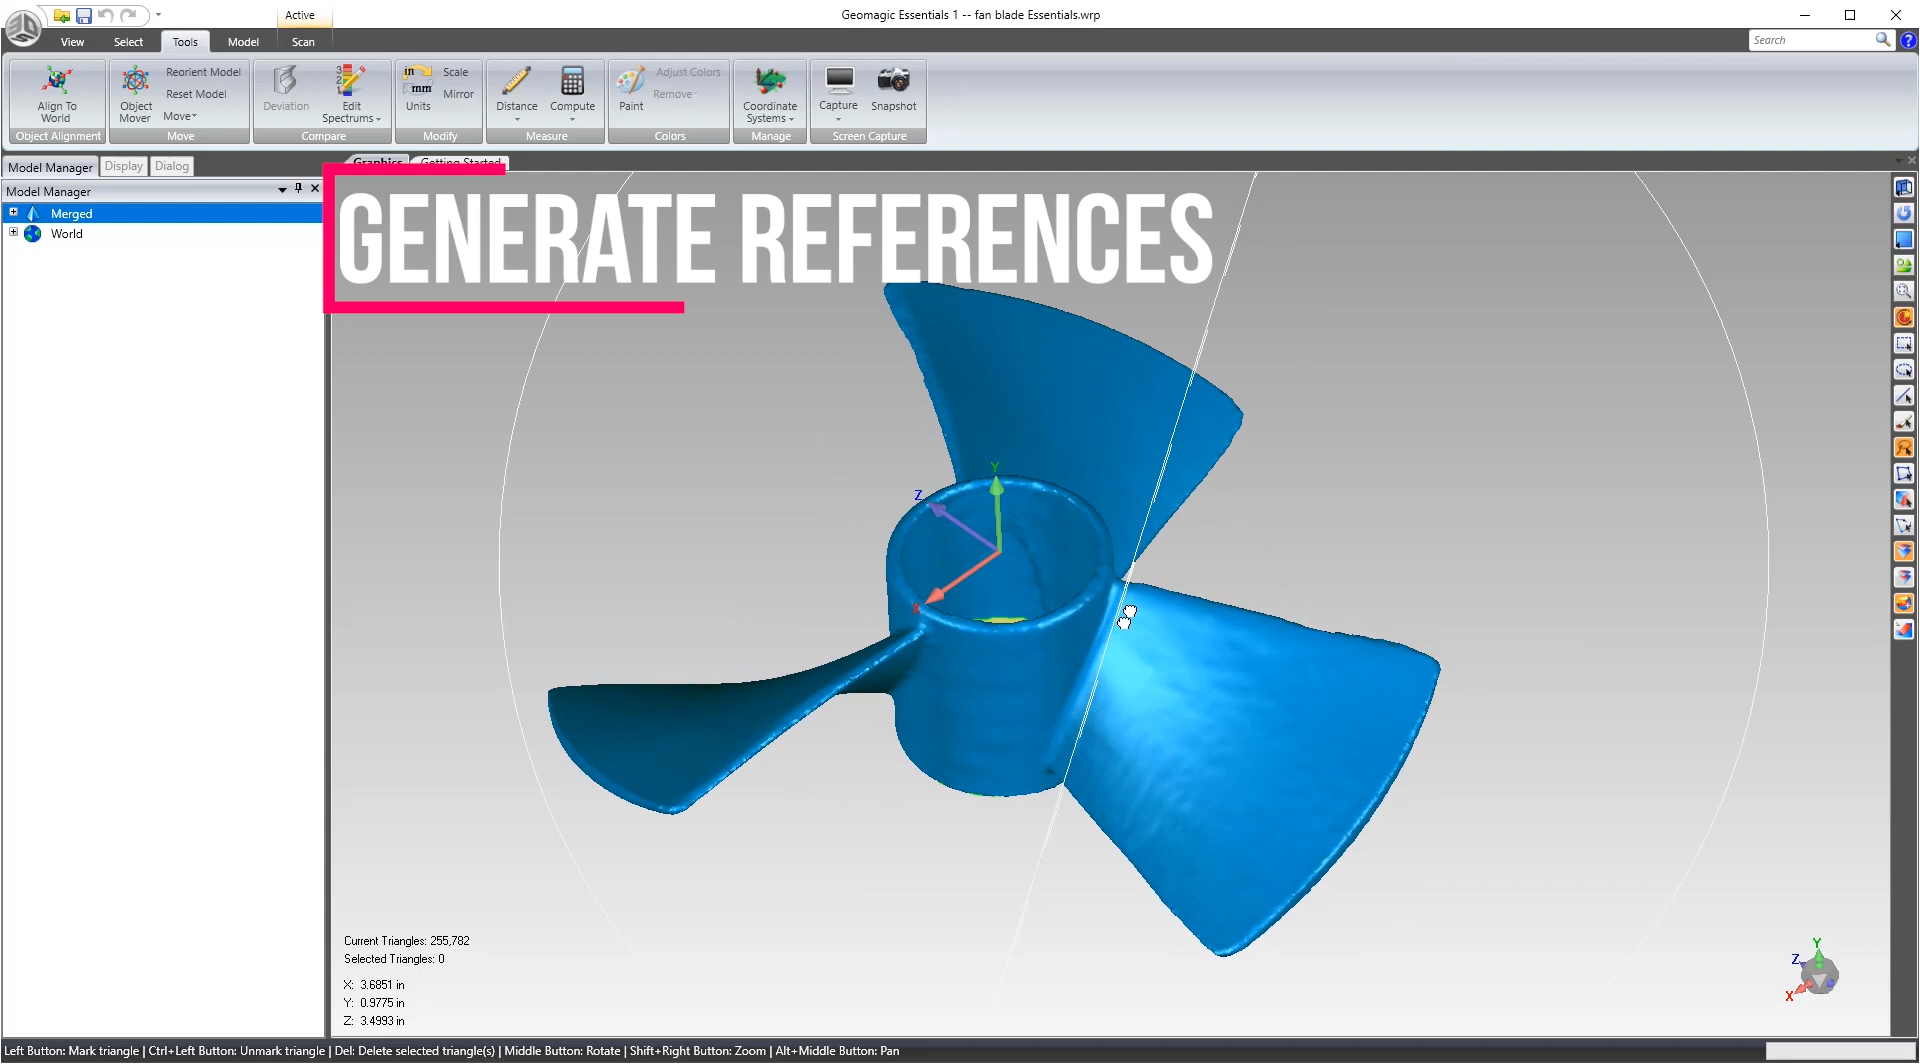 Active
Geomagic Essentials 1 -- fan blade Essentials.wrp
View Select Tools Model Scan
Search
Align To World
Object Alignment
Object Mover
Reorient Model
Reset Model
Move
Move
Deviation
Edit Spectrums
Compare
in
mm
Units
Scale
Mirror
Modify
Distance
Compute
Measure
Paint
Adjust Colors
Remove
Colors
Coordinate Systems
Manage
Capture
Snapshot
Screen Capture
Model Manager Display Dialog
Graphics Getting Started
Model Manager
Merged
World
GENERATE REFERENCES
Y
Z
X
Current Triangles: 255,782
Selected Triangles: 0
X: 3.6851 in
Y: 0.9775 in
Z: 3.4993 in
Y
Z
X
Left Button: Mark triangle | Ctrl+Left Button: Unmark triangle | Del: Delete selected triangle(s) | Middle Button: Rotate | Shift+Right Button: Zoom | Alt+Middle Button: Pan